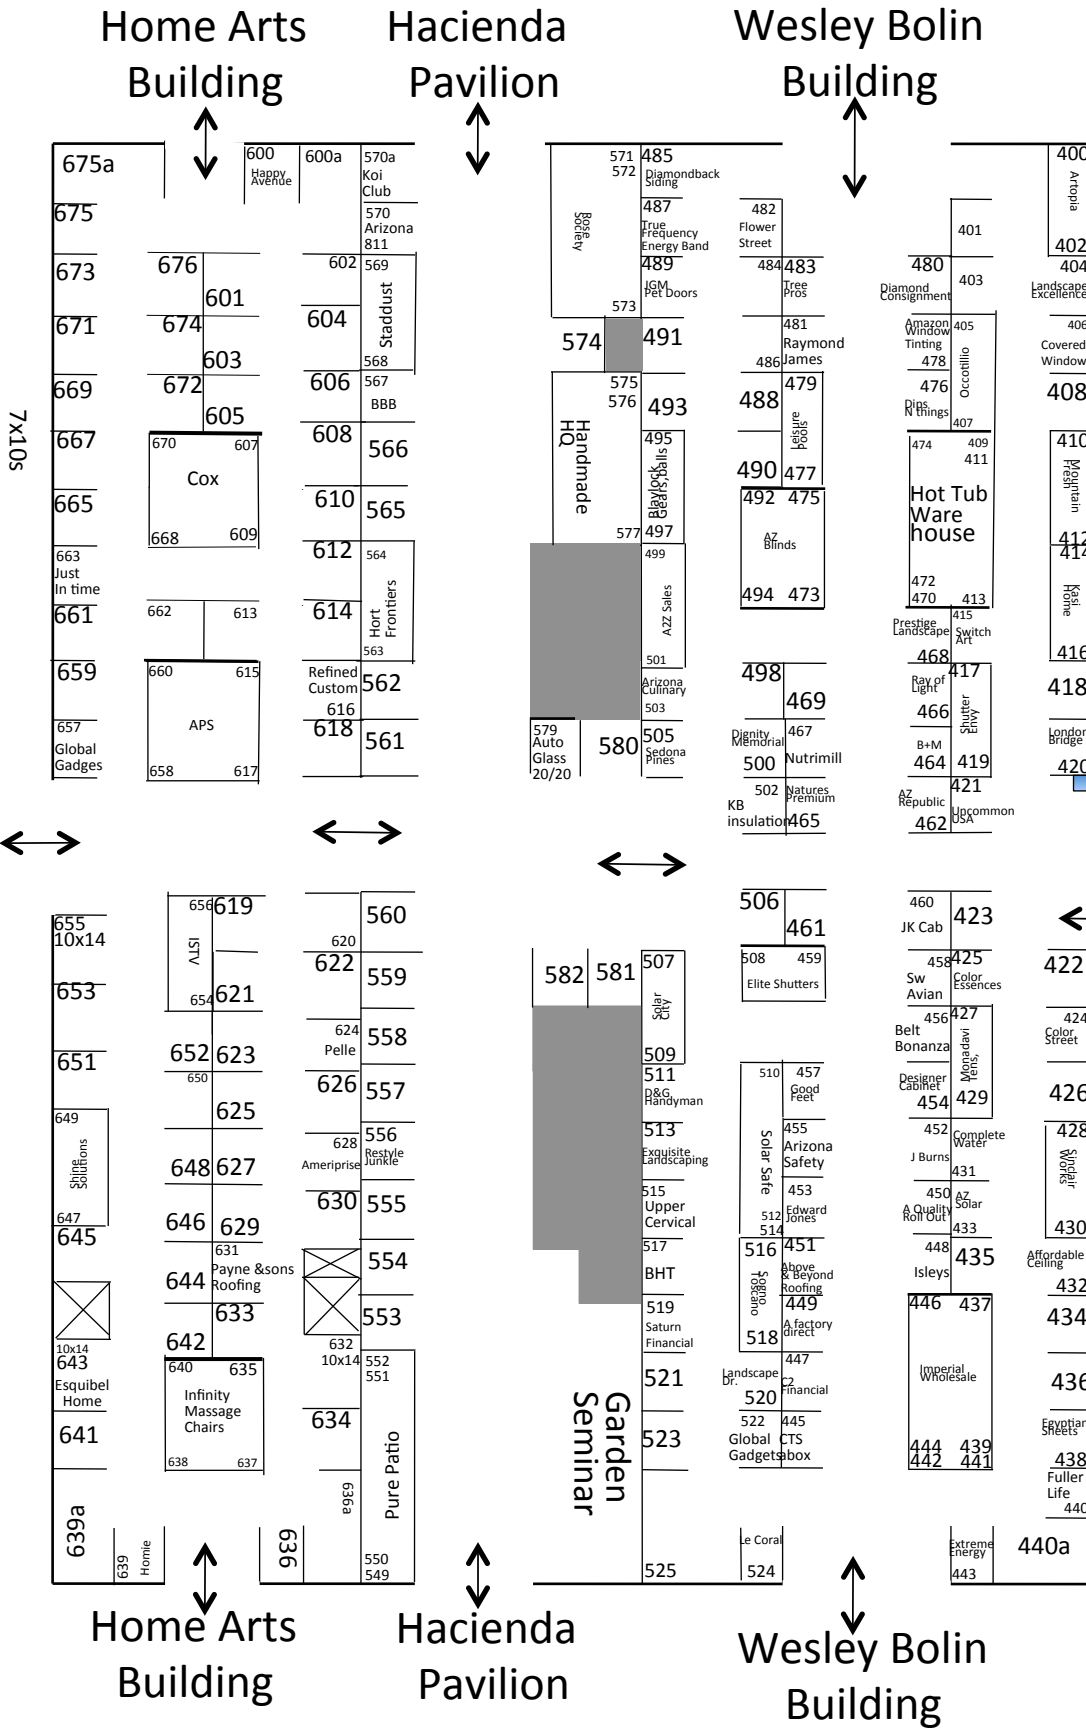 Home Arts
Building
Hacienda
Pavilion
Wesley Bolin
Building
7x10s
675a
675
673
671
669
667
665
663
Just
In time
661
659
657
Global
Gadges
655
10x14
653
651
649
Shine
Solutions
647
645
10x14
643
Esquibel
Home
641
639a
639
Homie
600
Happy
Avenue
600a
676
601
674
603
672
605
670
607
Cox
668
609
662
613
660
615
APS
658
617
656
619
ISTV
654
621
652
623
650
625
648
627
646
629
631
Payne &sons
Roofing
644
633
642
640
635
Infinity
Massage
Chairs
638
637
636
602
604
606
608
610
612
614
Refined
Custom
616
618
620
622
624
Pelle
626
628
Ameriprise
630
632
10x14
634
636a
570a
Koi
Club
570
Arizona
811
569
Staddust
568
567
BBB
566
565
564
Hort
Frontiers
563
562
561
560
559
558
557
556
Restyle
Junkie
555
554
553
552
551
Pure Patio
550
549
571
572
Rose
Society
573
574
575
576
Handmade
HQ
577
579
Auto
Glass
20/20
580
582
581
Garden
Seminar
485
Diamondback
Siding
487
True
Frequency
Energy Band
489
JGM
Pet Doors
491
493
495
Blaylock
Gears,balls
497
499
A2Z Sales
501
Arizona
Culinary
503
505
Sedona
Pines
507
Solar
City
509
511
D&G
Handyman
513
Exquisite
Landscaping
515
Upper
Cervical
517
BHT
519
Saturn
Financial
521
523
525
482
Flower
Street
484
483
Tree
Pros
481
Raymond
James
486
479
488
Leisure
Pools
490
477
492
475
AZ
Blinds
494
473
498
469
Dignity
Memorial
500
467
Nutrimill
502
KB
insulation
Natures
Premium
465
506
461
508
459
Elite Shutters
510
Solar Safe
512
514
457
Good
Feet
455
Arizona
Safety
453
Edward
Jones
516
Sogno
Toscano
518
451
Above
& Beyond
Roofing
449
A factory
direct
447
Landscape
Dr.
520
C2
Financial
522
Global
Gadgets
445
CTS
abox
Le Coral
524
401
480
Diamond
Consignment
403
Amazon
Window
Tinting
478
405
Occotillio
407
476
Dips
N things
474
409
411
Hot Tub
Ware
house
472
470
413
Prestige
Landscape
468
415
Switch
Art
417
Ray of
Light
466
Shutter
Envy
419
B+M
464
AZ
Republic
462
421
Uncommon
USA
460
JK Cab
423
458
Sw
Avian
425
Color
Essences
456
Belt
Bonanza
427
Monadavi
Tens,
429
Designer
Cabinet
454
452
J Burns
Complete
Water
431
450
A Quality
Roll Out
AZ
Solar
433
448
Isleys
435
446
437
Imperial
Wholesale
444
439
442
441
Extreme
Energy
443
400
Artopia
402
404
Landscape
Excellence
406
Covered
Window
408
410
Mountain
Fresh
412
414
Kasi
Home
416
418
London
Bridge
420
422
424
Color
Street
426
428
Sinclair
Works
430
Affordable
Ceiling
432
434
436
Egyptian
Sheets
438
Fuller
Life
440
440a
Home Arts
Building
Hacienda
Pavilion
Wesley Bolin
Building